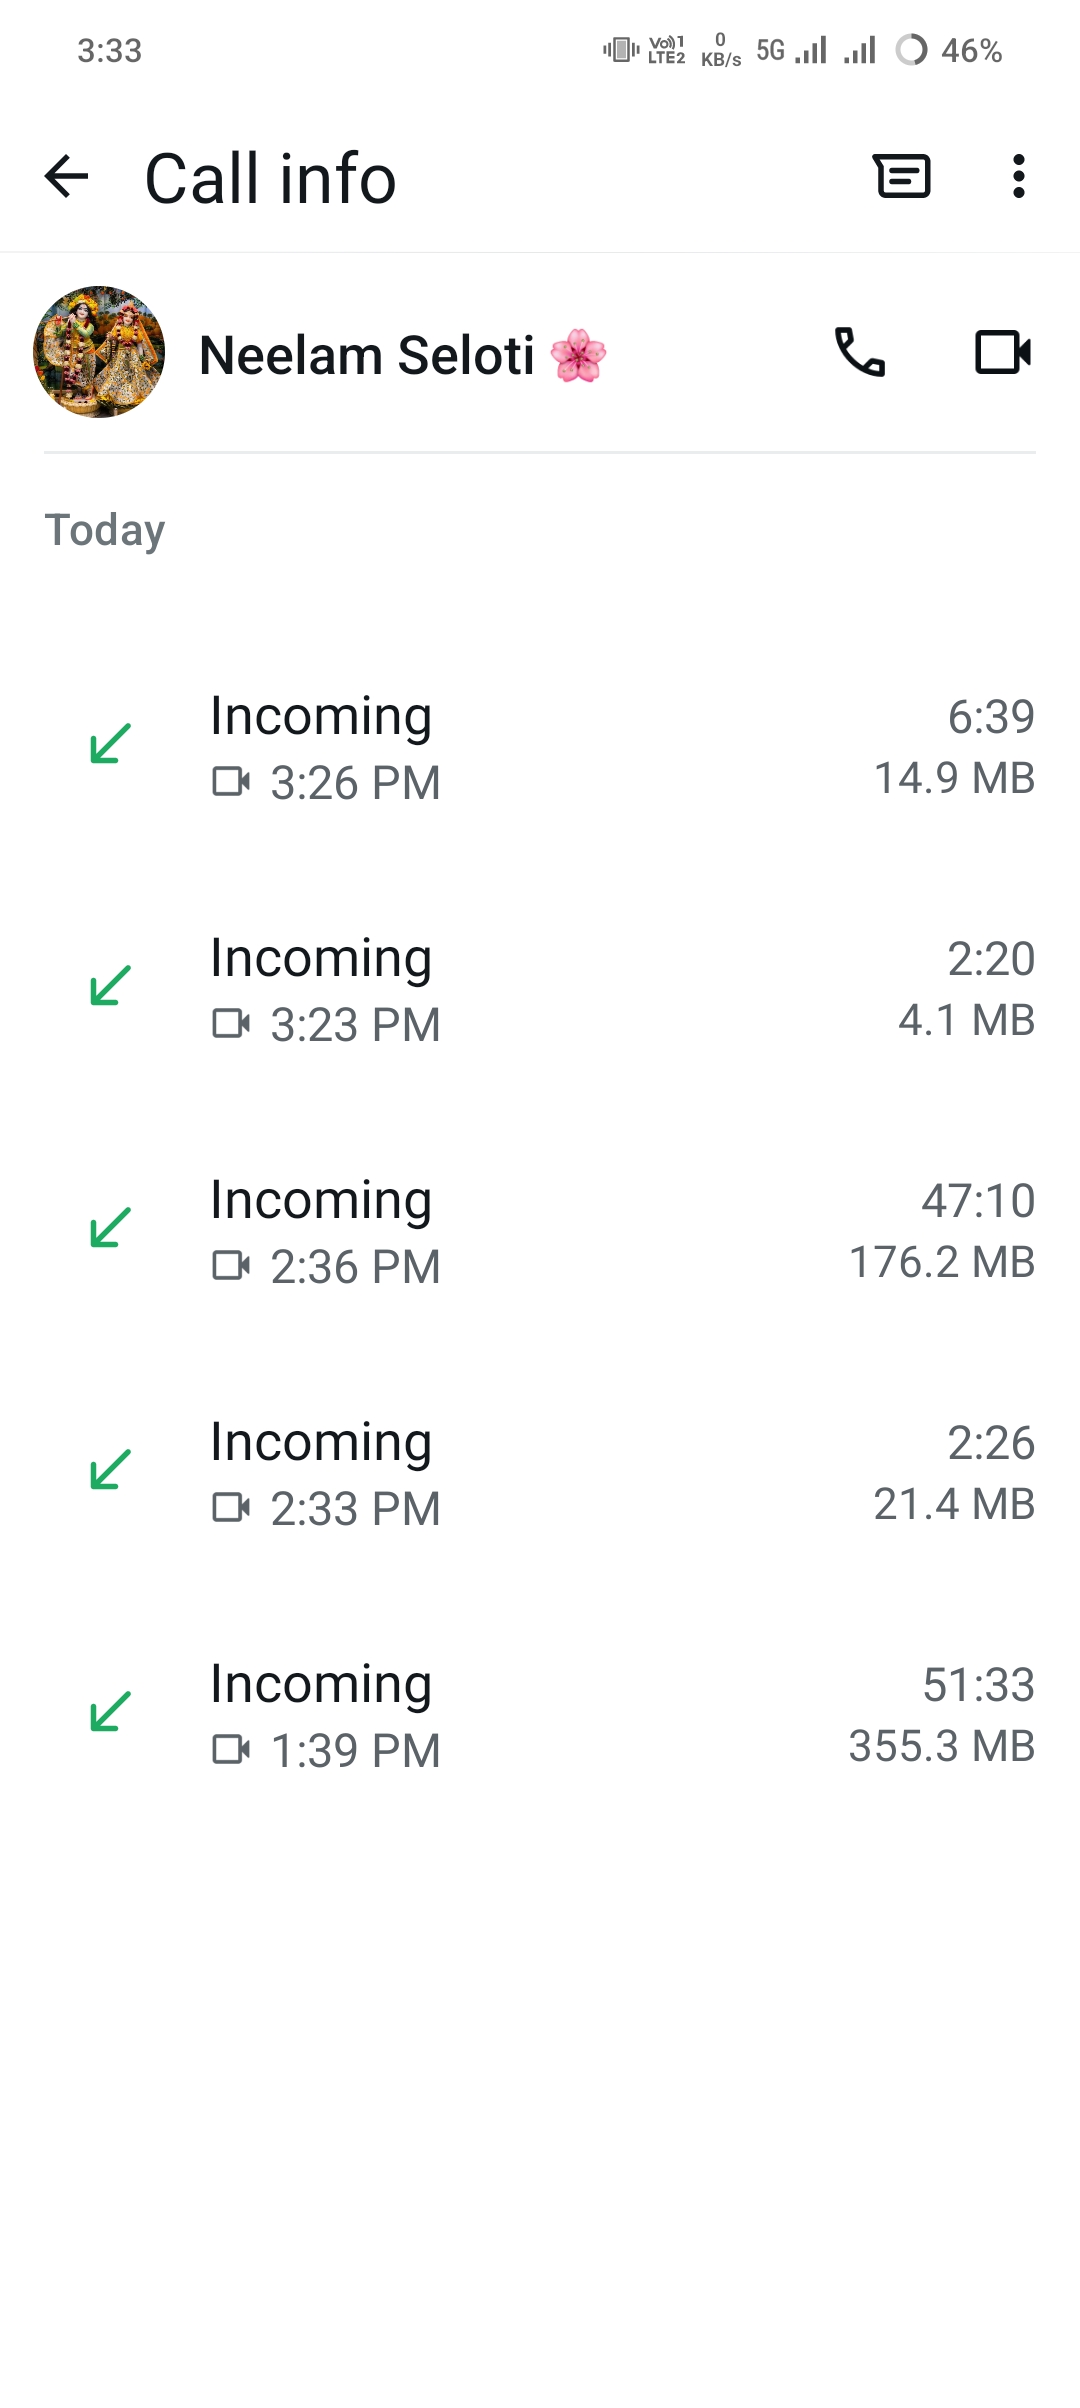 3:33 Vo))1 LTE2 0 KB/s 5G 46%
Call info
Neelam Seloti 🌸
Today
Incoming 6:39
3:26 PM 14.9 MB
Incoming 2:20
3:23 PM 4.1 MB
Incoming 47:10
2:36 PM 176.2 MB
Incoming 2:26
2:33 PM 21.4 MB
Incoming 51:33
1:39 PM 355.3 MB